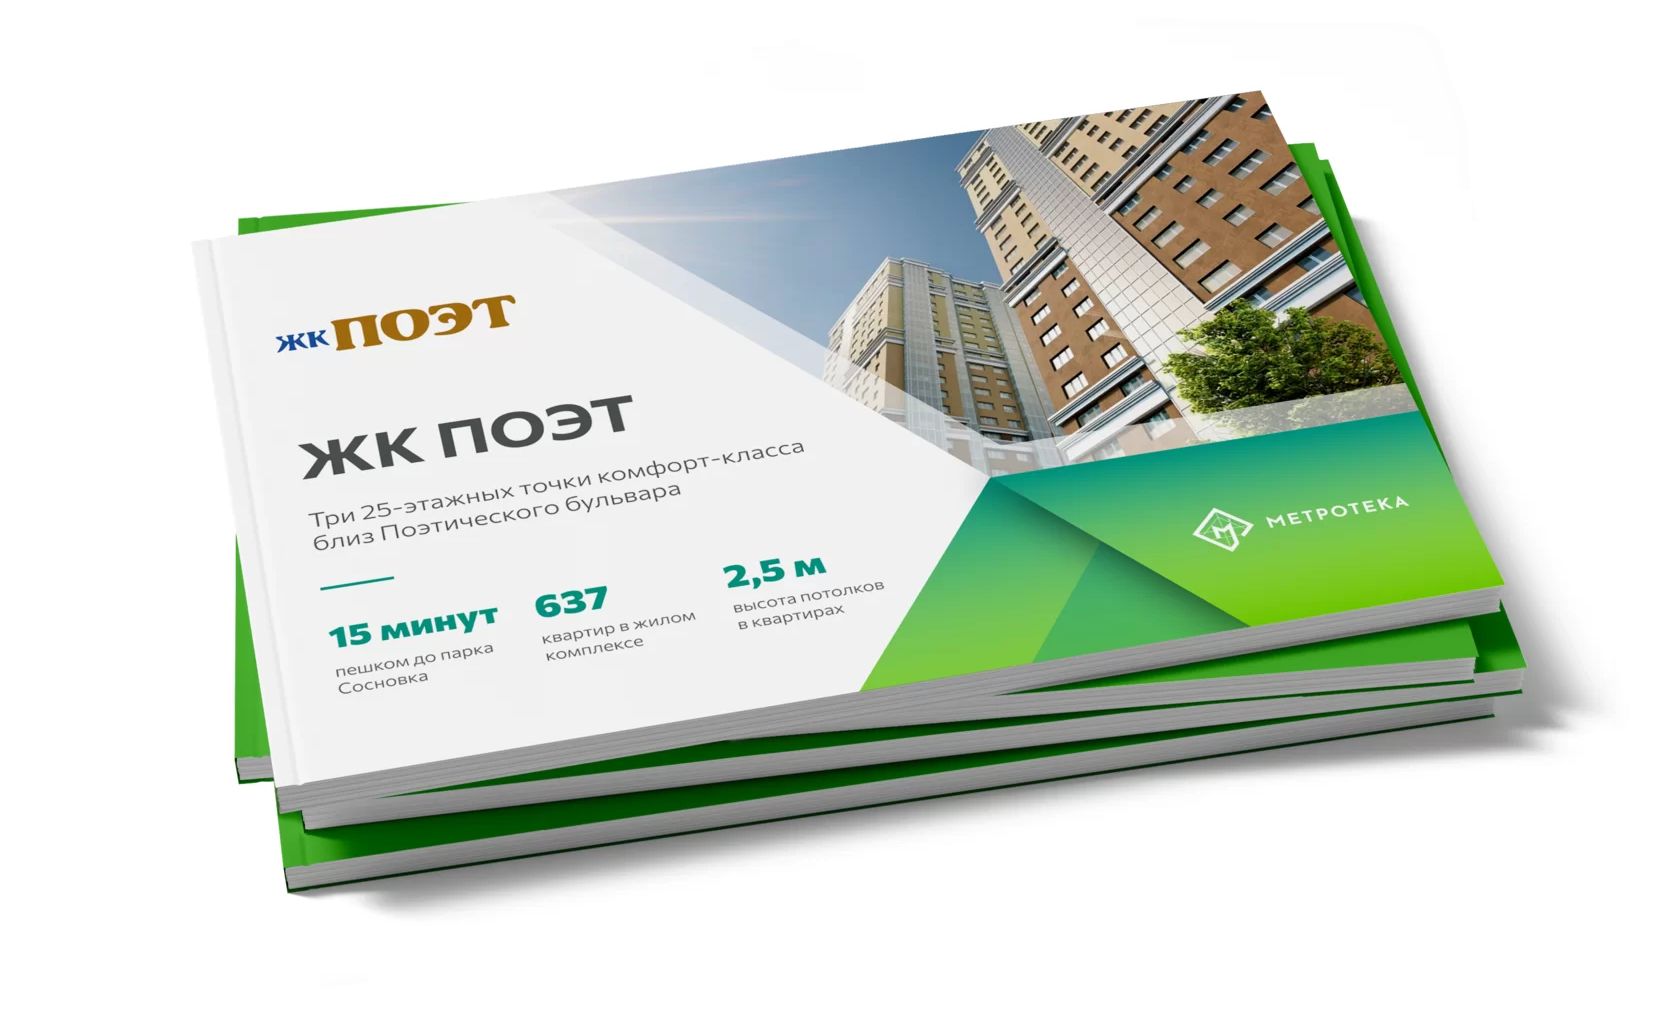 ЖК ПОЭТ
ЖК ПОЭТ
Три 25-этажных точки комфорт-класса
близ Поэтического бульвара
15 минут
пешком до парка
Сосновка
637
квартир в жилом
комплексе
2,5 м
высота потолков
в квартирах
М МЕТРОТЕКА